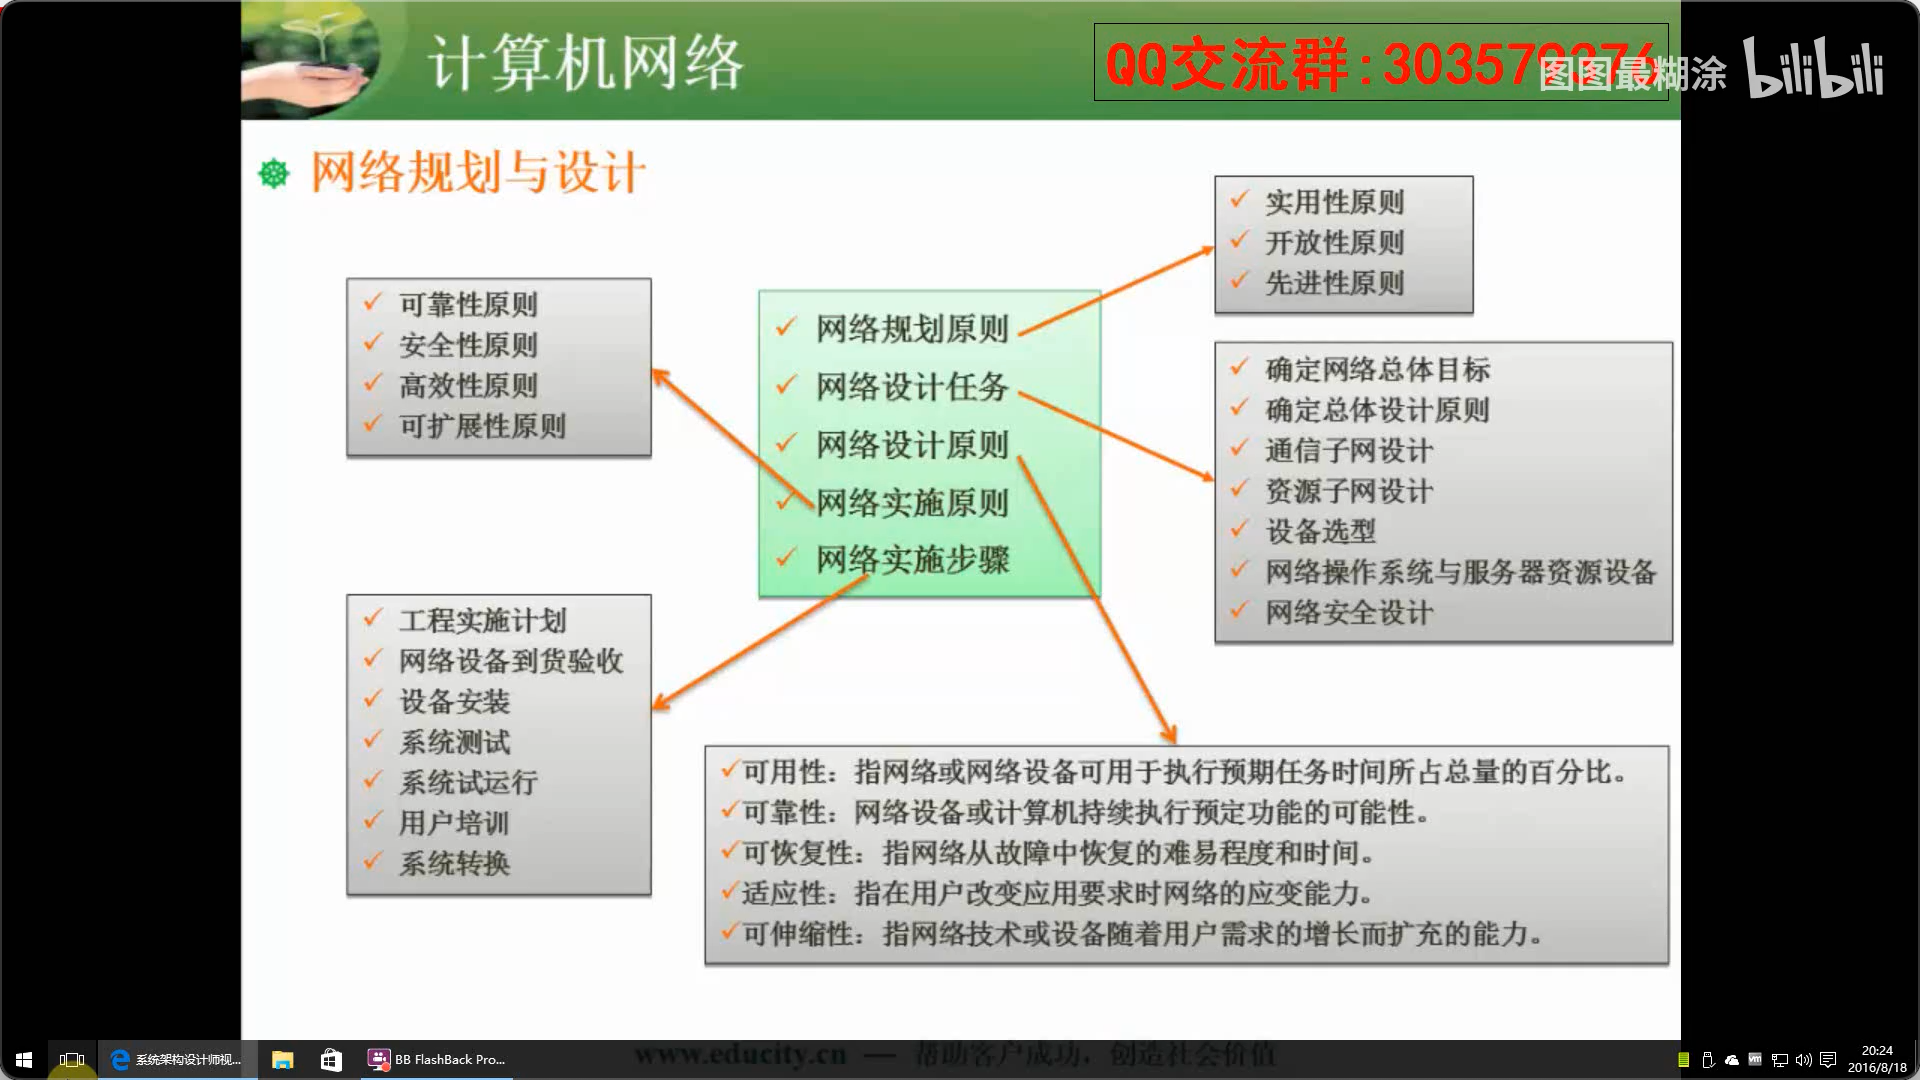 计算机网络
QQ交流群:303579376
图图最糊涂 bilibili
网络规划与设计
实用性原则
开放性原则
先进性原则
可靠性原则
安全性原则
高效性原则
可扩展性原则
网络规划原则
网络设计任务
网络设计原则
网络实施原则
网络实施步骤
确定网络总体目标
确定总体设计原则
通信子网设计
资源子网设计
设备选型
网络操作系统与服务器资源设备
网络安全设计
工程实施计划
网络设备到货验收
设备安装
系统测试
系统试运行
用户培训
系统转换
可用性：指网络或网络设备可用于执行预期任务时间所占总量的百分比。
可靠性：网络设备或计算机持续执行预定功能的可能性。
可恢复性：指网络从故障中恢复的难易程度和时间。
适应性：指在用户改变应用要求时网络的应变能力。
可伸缩性：指网络技术或设备随着用户需求的增长而扩充的能力。
www.educity.cn — 帮助客户成功，创造社会价值
系统架构设计师视...
BB FlashBack Pro...
20:24
2016/8/18